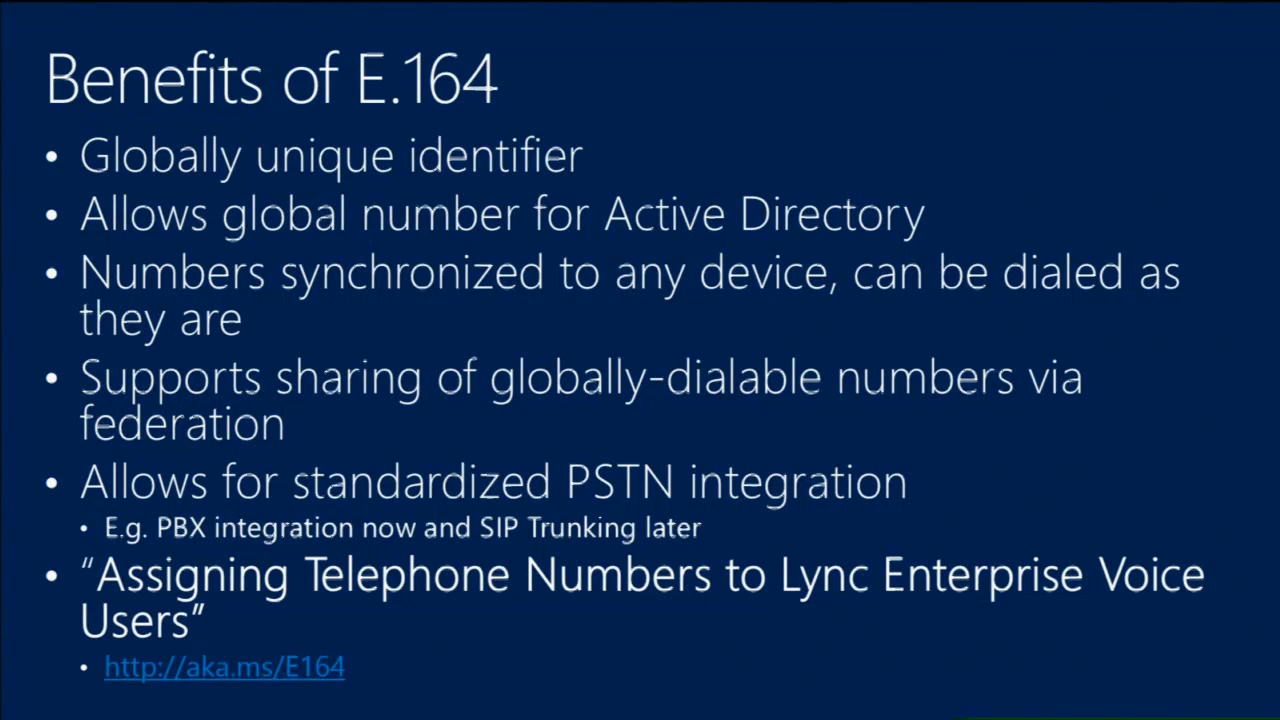 Benefits of E.164
• Globally unique identifier
• Allows global number for Active Directory
• Numbers synchronized to any device, can be dialed as
they are
• Supports sharing of globally-dialable numbers via
federation
• Allows for standardized PSTN integration
• E.g. PBX integration now and SIP Trunking later
• “Assigning Telephone Numbers to Lync Enterprise Voice
Users”
• http://aka.ms/E164